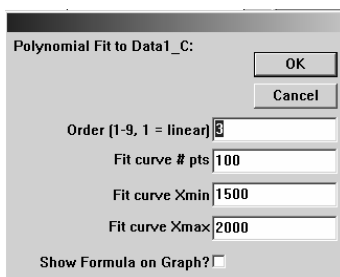 Polynomial Fit to Data1_C:
OK
Cancel
Order (1-9, 1 = linear) 3
Fit curve # pts 100
Fit curve Xmin 1500
Fit curve Xmax 2000
Show Formula on Graph?